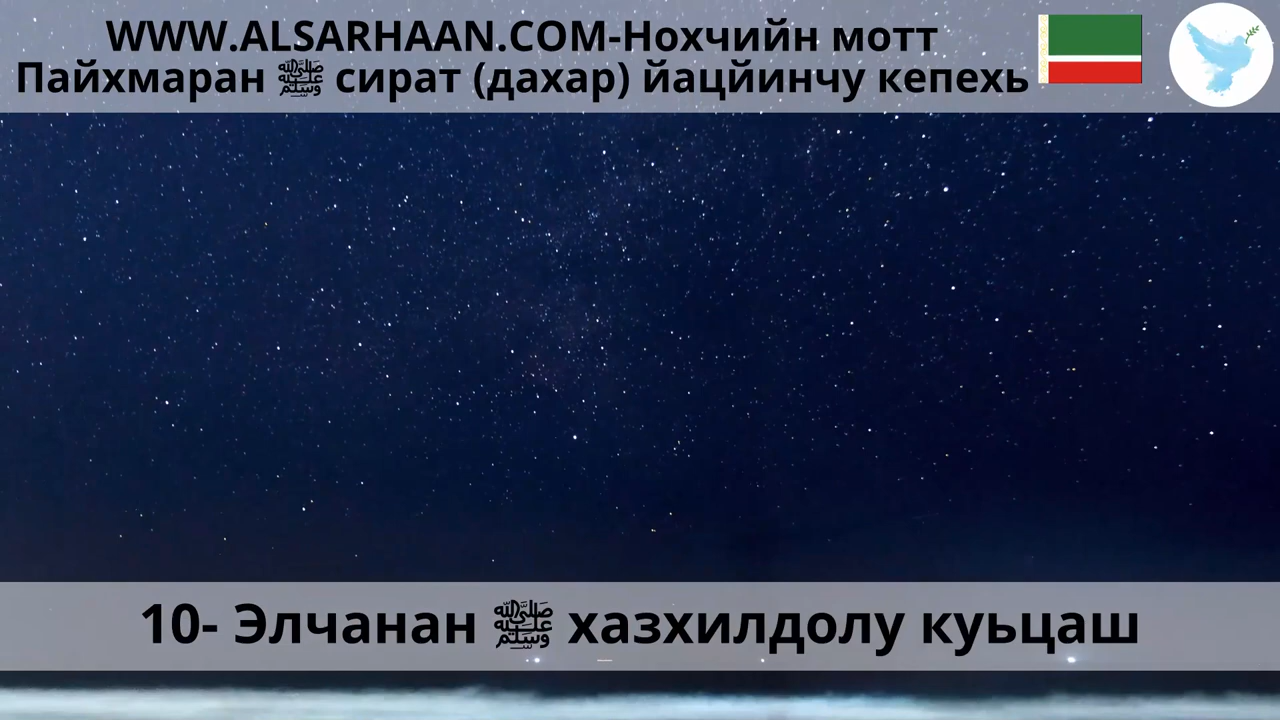 WWW.ALSARHAAN.COM-Нохчийн мотт
Пайхмаран ﷺ сират (дахар) йацйинчу кепехь
10- Элчанан ﷺ хазхилдолу куьцаш